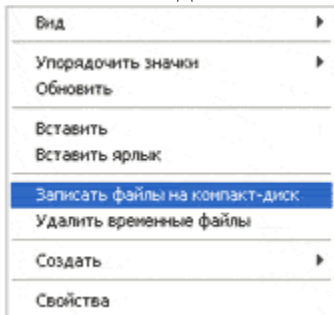 Вид
Упорядочить значки
Обновить
Вставить
Вставить ярлык
Записать файлы на компакт-диск
Удалить временные файлы
Создать
Свойства